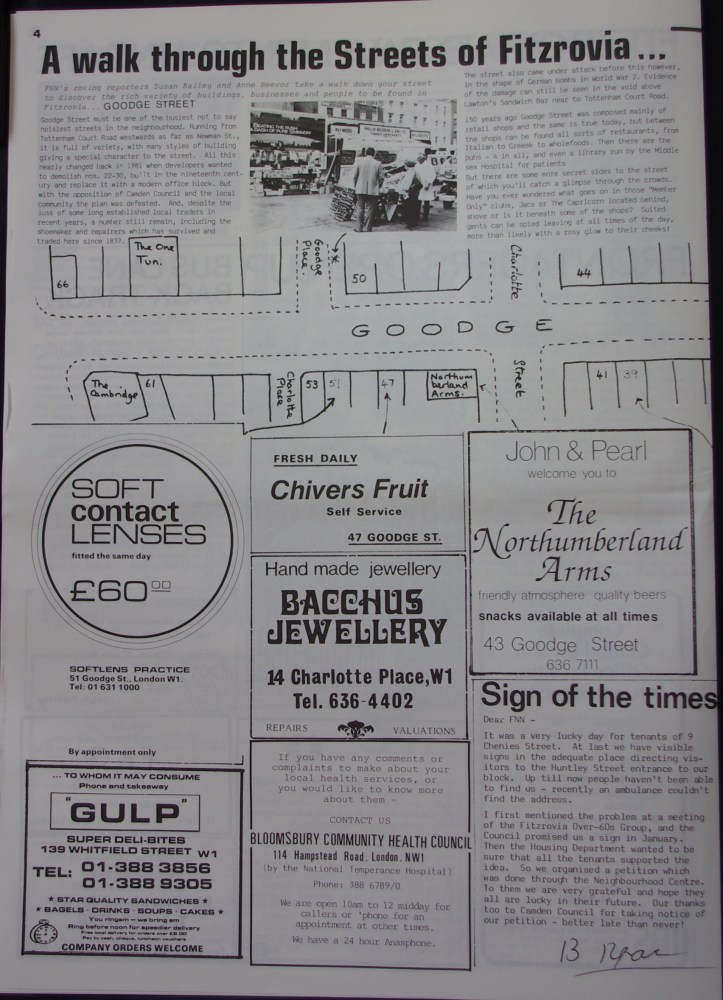 4
A walk through the Streets of Fitzrovia...
FNN's roving reporters Susan Bailey and Anne Beevor take a walk down your street
to discover the rich variety of buildings, businesses and people to be found in
Fitzrovia... GOODGE STREET
Goodge Street must be one of the busiest not to say
noisiest streets in the neighbourhood. Running from
Tottenham Court Road westwards as far as Newman St.,
it is full of variety, with many styles of building
giving a special character to the street. All this
nearly changed back in 1981 when developers wanted
to demolish nos. 22-30, built in the nineteenth cent-
ury and replace it with a modern office block. But
with the opposition of Camden Council and the local
community the plan was defeated. And, despite the
loss of some long established local traders in
recent years, a number still remain, including the
shoemaker and repairers which has survived and
traded here since 1837.
The street also came under attack before this however,
in the shape of German bombs in World War 2. Evidence
of the damage can still be seen in the void above
Lawton's Sandwich Bar near to Tottenham Court Road.
150 years ago Goodge Street was composed mainly of
retail shops and the same is true today, but between
the shops can be found all sorts of restaurants, from
Italian to Greek to wholefoods. Then there are the
pubs - 4 in all, and even a library run by the Middle
sex Hospital for patients
But there are some more secret sides to the street
of which you'll catch a glimpse through the crowds.
Have you ever wondered what goes on in those "Member
Only" clubs, Jacs or The Capricorn located behind,
above or is it beneath some of the shops? Suited
gents can be spied leaving at all times of the day,
more than likely with a rosy glow to their cheeks!
66
The One
Tun.
Goodge
Place
50
Charlotte
44
GOODGE
The
Cambridge
61
Charlotte
Place
53
51
47
Northum
berland
Arms.
Street
41
39
SOFT
contact
LENSES
fitted the same day
£60.00
SOFTLENS PRACTICE
51 Goodge St., London W1.
Tel: 01 631 1000
By appointment only
FRESH DAILY
Chivers Fruit
Self Service
47 GOODGE ST.
Hand made jewellery
BACCHUS
JEWELLERY
14 Charlotte Place, W1
Tel. 636-4402
REPAIRS VALUATIONS
John & Pearl
welcome you to
The
Northumberland
Arms
friendly atmosphere quality beers
snacks available at all times
43 Goodge Street
636 7111
... TO WHOM IT MAY CONSUME
Phone and takeaway
"GULP"
SUPER DELI-BITES
139 WHITFIELD STREET W1
TEL: 01-388 3856
01-388 9305
★ STAR QUALITY SANDWICHES ★
★ BAGELS · DRINKS · SOUPS · CAKES ★
You ringem - we bring em
Ring before noon for speedier delivery
Free local delivery for orders over £6.00
Pay by cash, cheque, luncheon vouchers
COMPANY ORDERS WELCOME
If you have any comments or
complaints to make about your
local health services, or
you would like to know more
about them -
CONTACT US
BLOOMSBURY COMMUNITY HEALTH COUNCIL
114 Hampstead Road, London, NW1
(by the National Temperance Hospital)
Phone: 388 6789/0
We are open 10am to 12 midday for
callers or 'phone for an
appointment at other times.
We have a 24 hour Ansaphone.
Sign of the times
Dear FNN -
It was a very lucky day for tenants of 9
Chenies Street. At last we have visible
signs in the adequate place directing vis-
itors to the Huntley Street entrance to our
block. Up till now people haven't been able
to find us - recently an ambulance couldn't
find the address.
I first mentioned the problem at a meeting
of the Fitzrovia Over-60s Group, and the
Council promised us a sign in January.
Then the Housing Department wanted to be
sure that all the tenants supported the
idea. So we organised a petition which
was done through the Neighbourhood Centre.
To them we are very grateful and hope they
all are lucky in their future. Our thanks
too to Camden Council for taking notice of
our petition - better late than never!